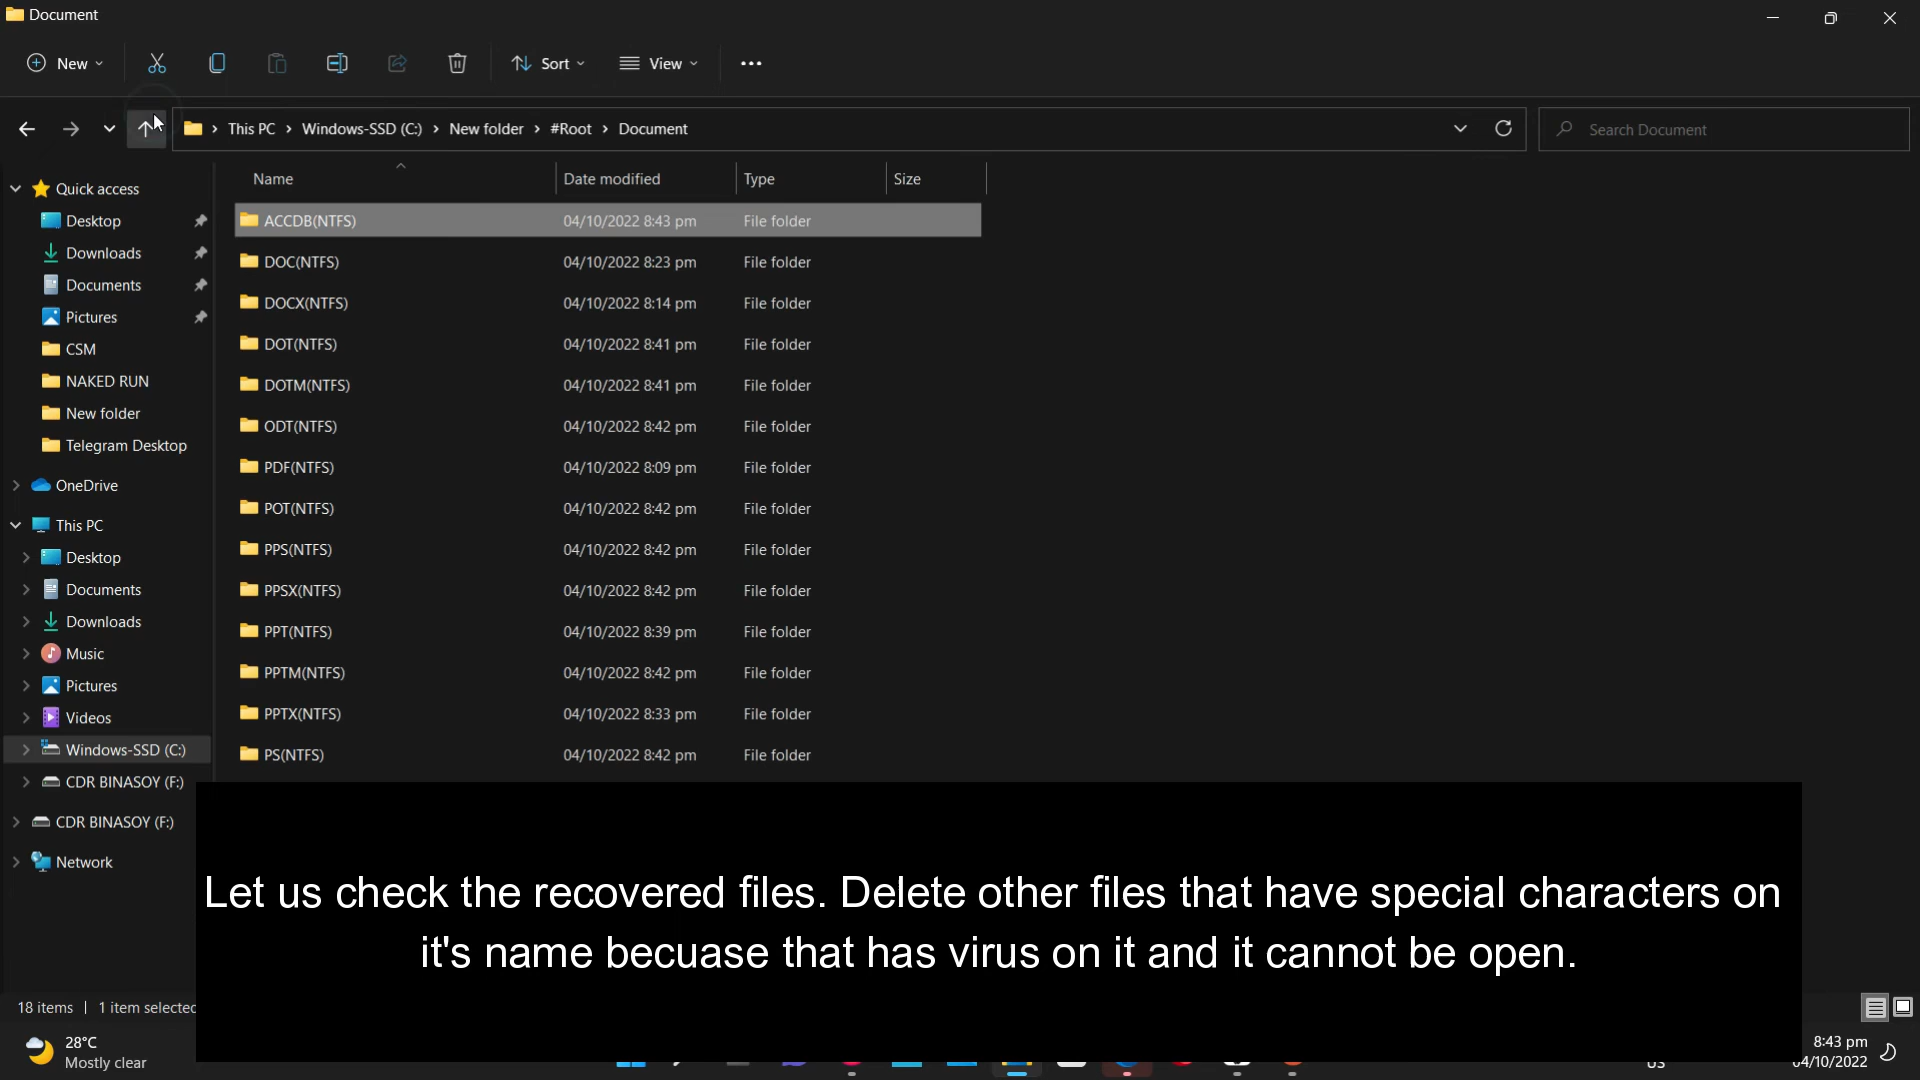 Document
New
Sort
View
This PC
Windows-SSD (C:)
New folder
#Root
Document
Search Document
Name
Date modified
Type
Size
Quick access
Desktop
Downloads
Documents
Pictures
CSM
NAKED RUN
New folder
Telegram Desktop
OneDrive
This PC
Desktop
Documents
Downloads
Music
Pictures
Videos
Windows-SSD (C:)
CDR BINASOY (F:)
CDR BINASOY (F:)
Network
ACCDB(NTFS) 04/10/2022 8:43 pm File folder
DOC(NTFS) 04/10/2022 8:23 pm File folder
DOCX(NTFS) 04/10/2022 8:14 pm File folder
DOT(NTFS) 04/10/2022 8:41 pm File folder
DOTM(NTFS) 04/10/2022 8:41 pm File folder
ODT(NTFS) 04/10/2022 8:42 pm File folder
PDF(NTFS) 04/10/2022 8:09 pm File folder
POT(NTFS) 04/10/2022 8:42 pm File folder
PPS(NTFS) 04/10/2022 8:42 pm File folder
PPSX(NTFS) 04/10/2022 8:42 pm File folder
PPT(NTFS) 04/10/2022 8:39 pm File folder
PPTM(NTFS) 04/10/2022 8:42 pm File folder
PPTX(NTFS) 04/10/2022 8:33 pm File folder
PS(NTFS) 04/10/2022 8:42 pm File folder
Let us check the recovered files. Delete other files that have special characters on
it's name becuase that has virus on it and it cannot be open.
18 items
1 item selected
28°C
Mostly clear
8:43 pm
04/10/2022